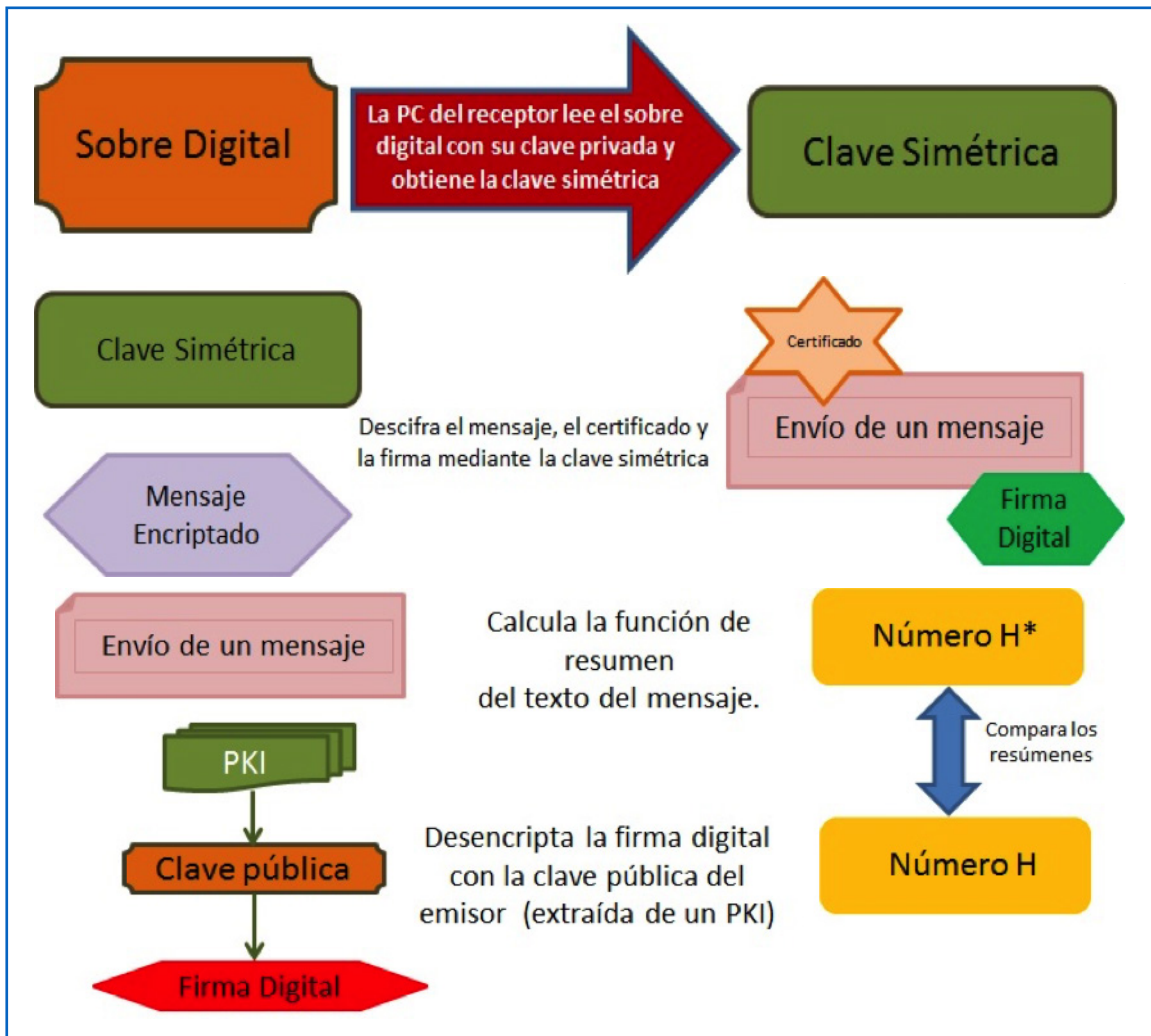 Sobre Digital
La PC del receptor lee el sobre
digital con su clave privada y
obtiene la clave simétrica
Clave Simétrica
Clave Simétrica
Certificado
Descifra el mensaje, el certificado y
la firma mediante la clave simétrica
Envío de un mensaje
Mensaje
Encriptado
Firma
Digital
Envío de un mensaje
Calcula la función de
resumen
del texto del mensaje.
Número H*
Compara los
resúmenes
PKI
Clave pública
Desencripta la firma digital
con la clave pública del
emisor (extraída de un PKI)
Número H
Firma Digital